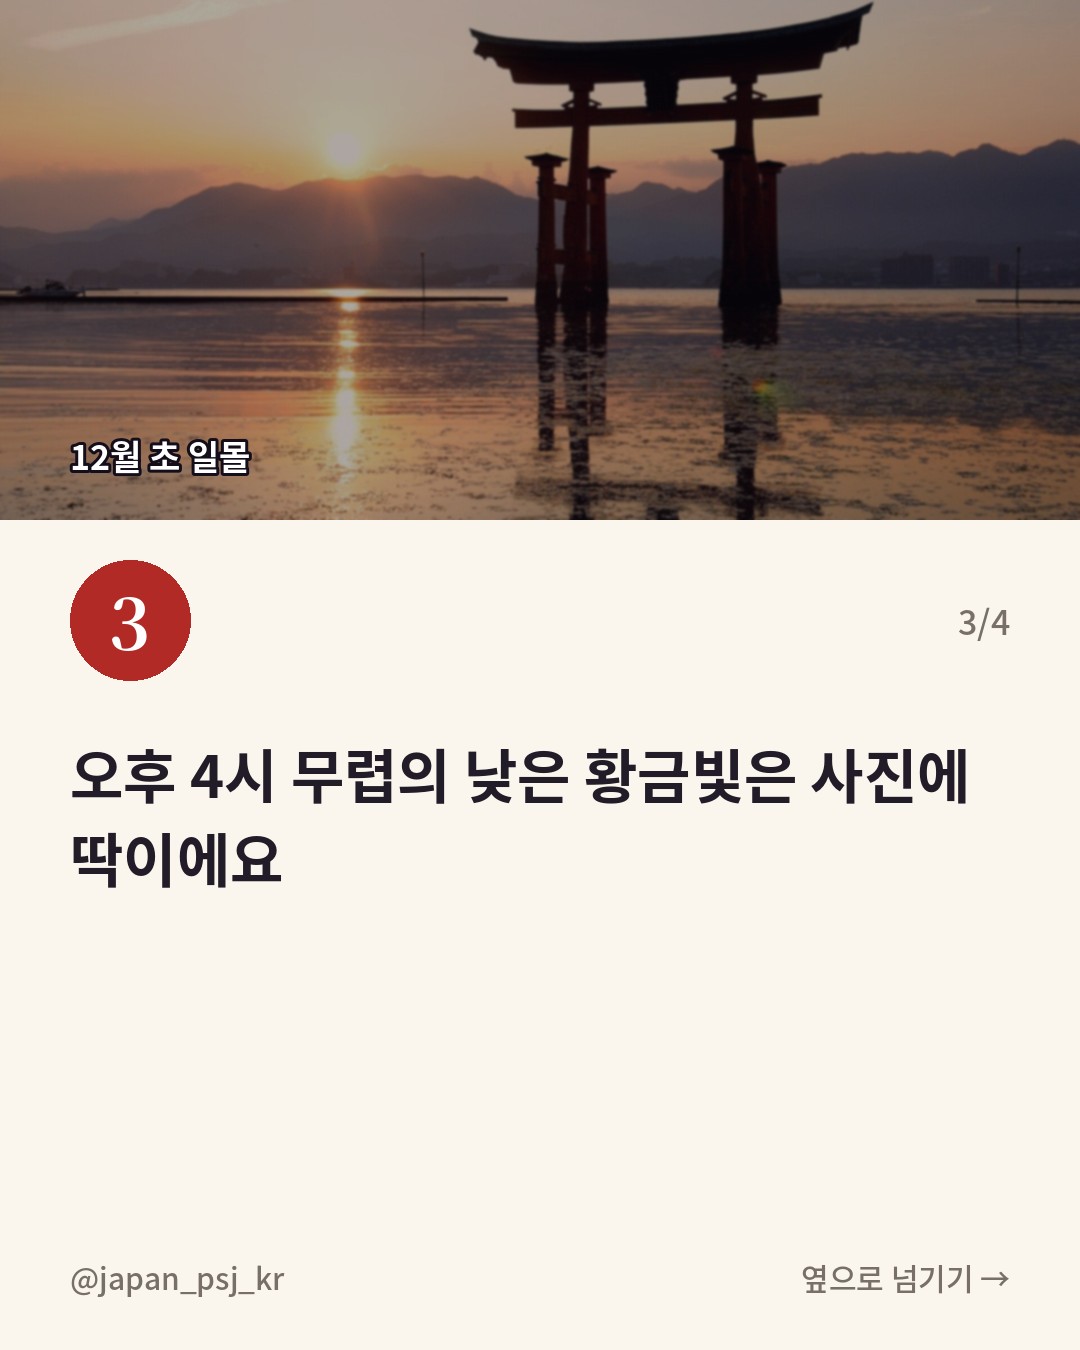 12월 초 일몰
3
3/4
오후 4시 무렵의 낮은 황금빛은 사진에
딱이에요
@japan_psj_kr
옆으로 넘기기 →